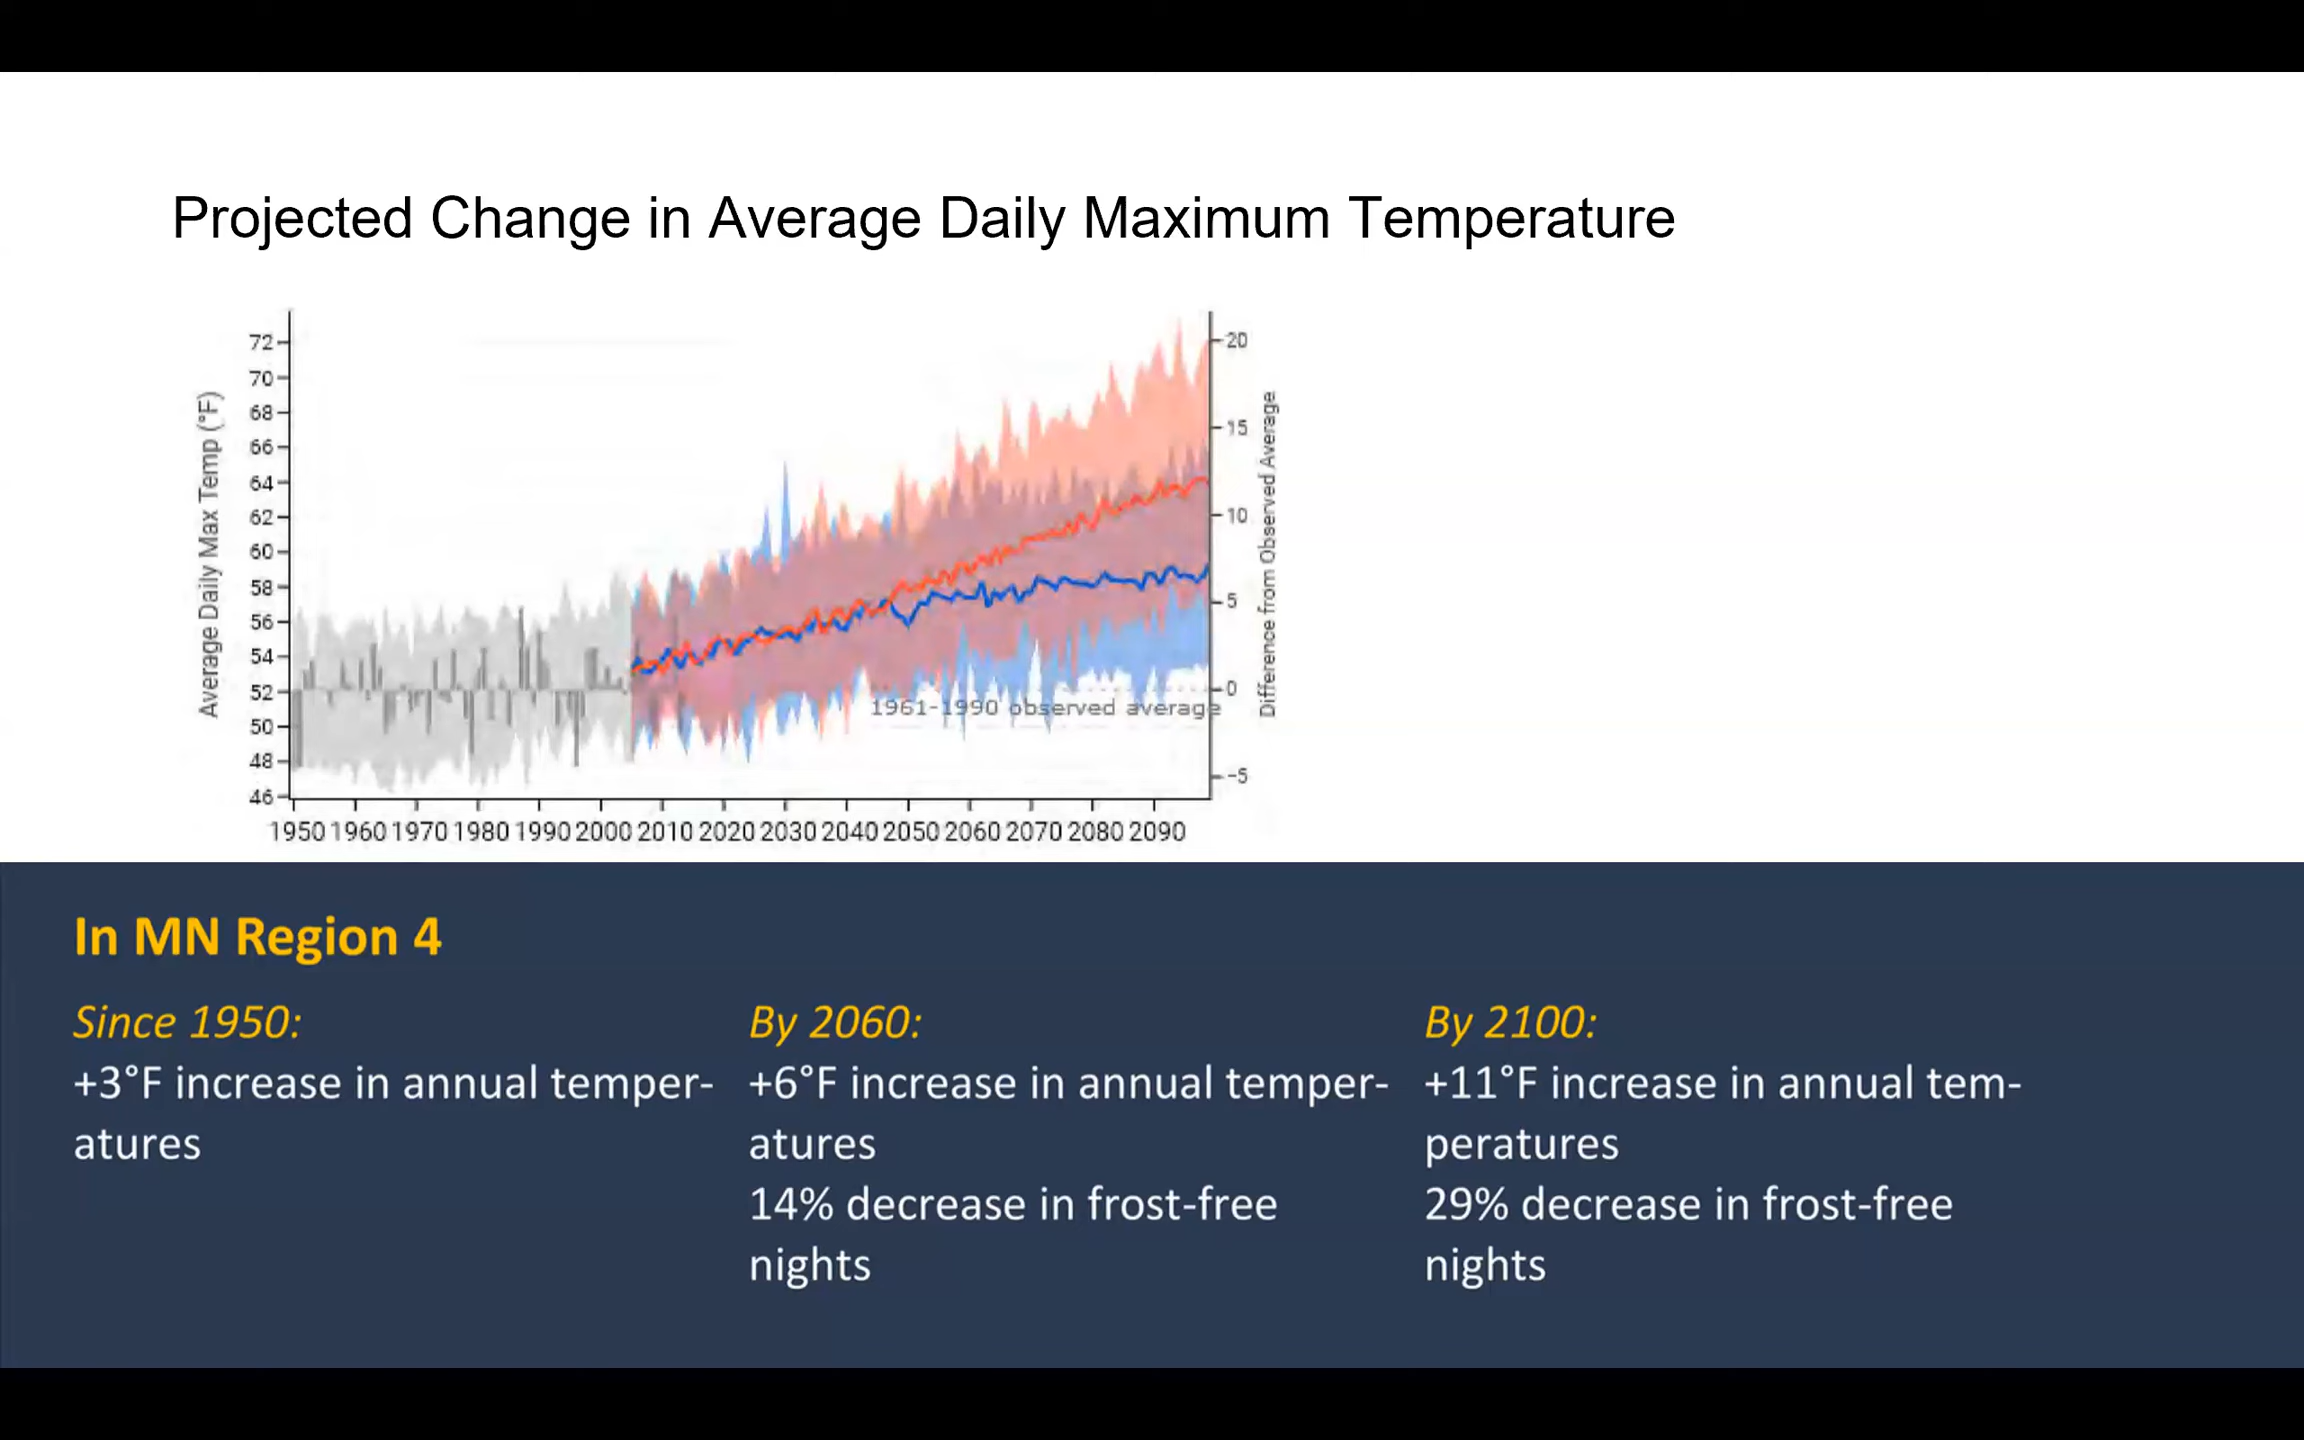 Projected Change in Average Daily Maximum Temperature
Average Daily Max Temp (°F)
72
70
68
66
64
62
60
58
56
54
52
50
48
46
20
15
10
5
0
-5
Difference from Observed Average
1961-1990 observed average
1950 1960 1970 1980 1990 2000 2010 2020 2030 2040 2050 2060 2070 2080 2090
In MN Region 4
Since 1950:
+3°F increase in annual temper-
atures
By 2060:
+6°F increase in annual temper-
atures
14% decrease in frost-free
nights
By 2100:
+11°F increase in annual tem-
peratures
29% decrease in frost-free
nights